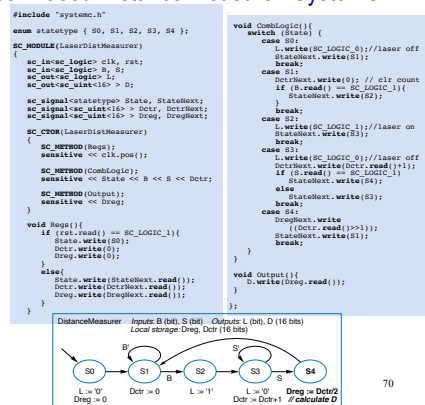 #include "systemc.h"
enum statetype { S0, S1, S2, S3, S4 };
SC_MODULE(LaserDistMeasurer)
{
sc_in<sc_logic> clk, rst;
sc_in<sc_logic> B, S;
sc_out<sc_logic> L;
sc_out<sc_uint<16> > D;
sc_signal<statetype> State, StateNext;
sc_signal<sc_uint<16> > Dctr, DctrNext;
sc_signal<sc_uint<16> > Dreg, DregNext;
SC_CTOR(LaserDistMeasurer)
{
SC_METHOD(Regs);
sensitive << clk.pos();
SC_METHOD(CombLogic);
sensitive << State << B << S << Dctr;
SC_METHOD(Output);
sensitive << Dreg;
}
void Regs(){
if (rst.read() == SC_LOGIC_1){
State.write(S0);
Dctr.write(0);
Dreg.write(0);
}
else{
State.write(StateNext.read());
Dctr.write(DctrNext.read());
Dreg.write(DregNext.read());
}
}
void CombLogic(){
switch (State) {
case S0:
L.write(SC_LOGIC_0);//laser off
StateNext.write(S1);
break;
case S1:
DctrNext.write(0); // clr count
if (B.read() == SC_LOGIC_1){
StateNext.write(S2);
}
break;
case S2:
L.write(SC_LOGIC_1);//laser on
StateNext.write(S3);
break;
case S3:
L.write(SC_LOGIC_0);//laser off
DctrNext.write(Dctr.read()+1);
if (S.read() == SC_LOGIC_1)
StateNext.write(S4);
else
StateNext.write(S3);
break;
case S4:
DregNext.write
((Dctr.read()>>1));
StateNext.write(S1);
break;
}
}
void Output(){
D.write(Dreg.read());
}
};
DistanceMeasurer Inputs: B (bit), S (bit) Outputs: L (bit), D (16 bits)
Local storage: Dreg, Dctr (16 bits)
B' S'
S0 S1 B S2 S3 S S4
L := '0' Dctr := 0 L := '1' L := '0' Dreg := Dctr/2
Dreg := 0 Dctr := Dctr+1 // calculate D
70